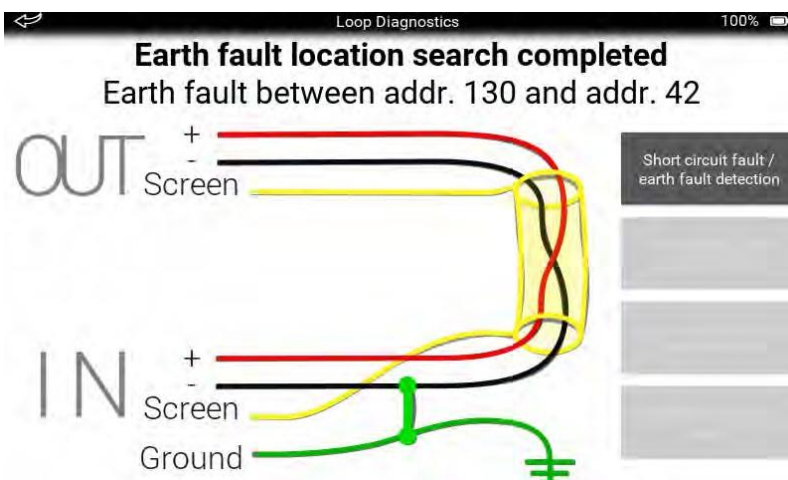 Loop Diagnostics
100%
Earth fault location search completed
Earth fault between addr. 130 and addr. 42
OUT
+
-
Screen
Short circuit fault /
earth fault detection
IN
+
-
Screen
Ground